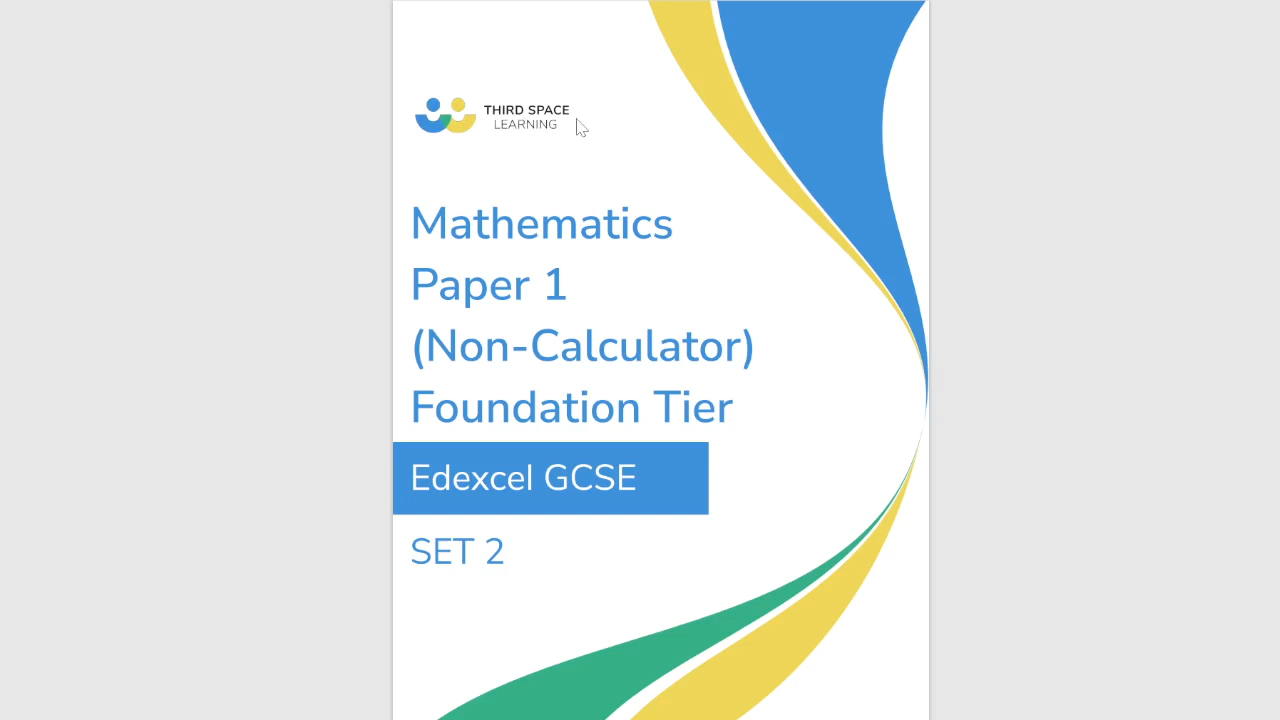 THIRD SPACE
LEARNING
Mathematics
Paper 1
(Non-Calculator)
Foundation Tier
Edexcel GCSE
SET 2